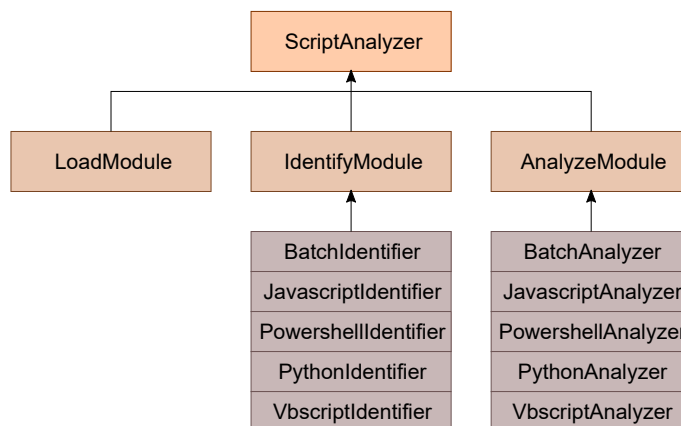 ScriptAnalyzer
LoadModule
IdentifyModule
AnalyzeModule
BatchIdentifier
JavascriptIdentifier
PowershellIdentifier
PythonIdentifier
VbscriptIdentifier
BatchAnalyzer
JavascriptAnalyzer
PowershellAnalyzer
PythonAnalyzer
VbscriptAnalyzer